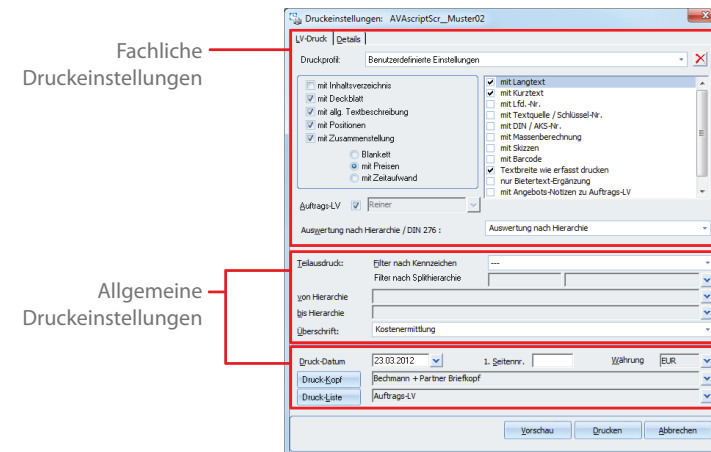 Druckeinstellungen: AVAscriptScr__Muster02
LV-Druck Details
Fachliche
Druckeinstellungen
Druckprofil: Benutzerdefinierte Einstellungen
mit Inhaltsverzeichnis
mit Deckblatt
mit allg. Textbeschreibung
mit Positionen
mit Zusammenstellung
Blankett
mit Preisen
mit Zeitaufwand
mit Langtext
mit Kurztext
mit Lfd. -Nr.
mit Textquelle / Schlüssel-Nr.
mit DIN / AKS-Nr.
mit Massenberechnung
mit Skizzen
mit Barcode
Textbreite wie erfasst drucken
nur Bietertext-Ergänzung
mit Angebots-Notizen zu Auftrags-LV
Auftrags-LV Reiner
Auswertung nach Hierarchie / DIN 276 : Auswertung nach Hierarchie
Allgemeine
Druckeinstellungen
Teilausdruck: Filter nach Kennzeichen ---
Filter nach Splithierarchie
von Hierarchie
bis Hierarchie
Überschrift: Kostenermittlung
Druck-Datum 23.03.2012 1. Seitennr. Währung EUR
Druck-Kopf Bechmann + Partner Briefkopf
Druck-Liste Auftrags-LV
Vorschau Drucken Abbrechen